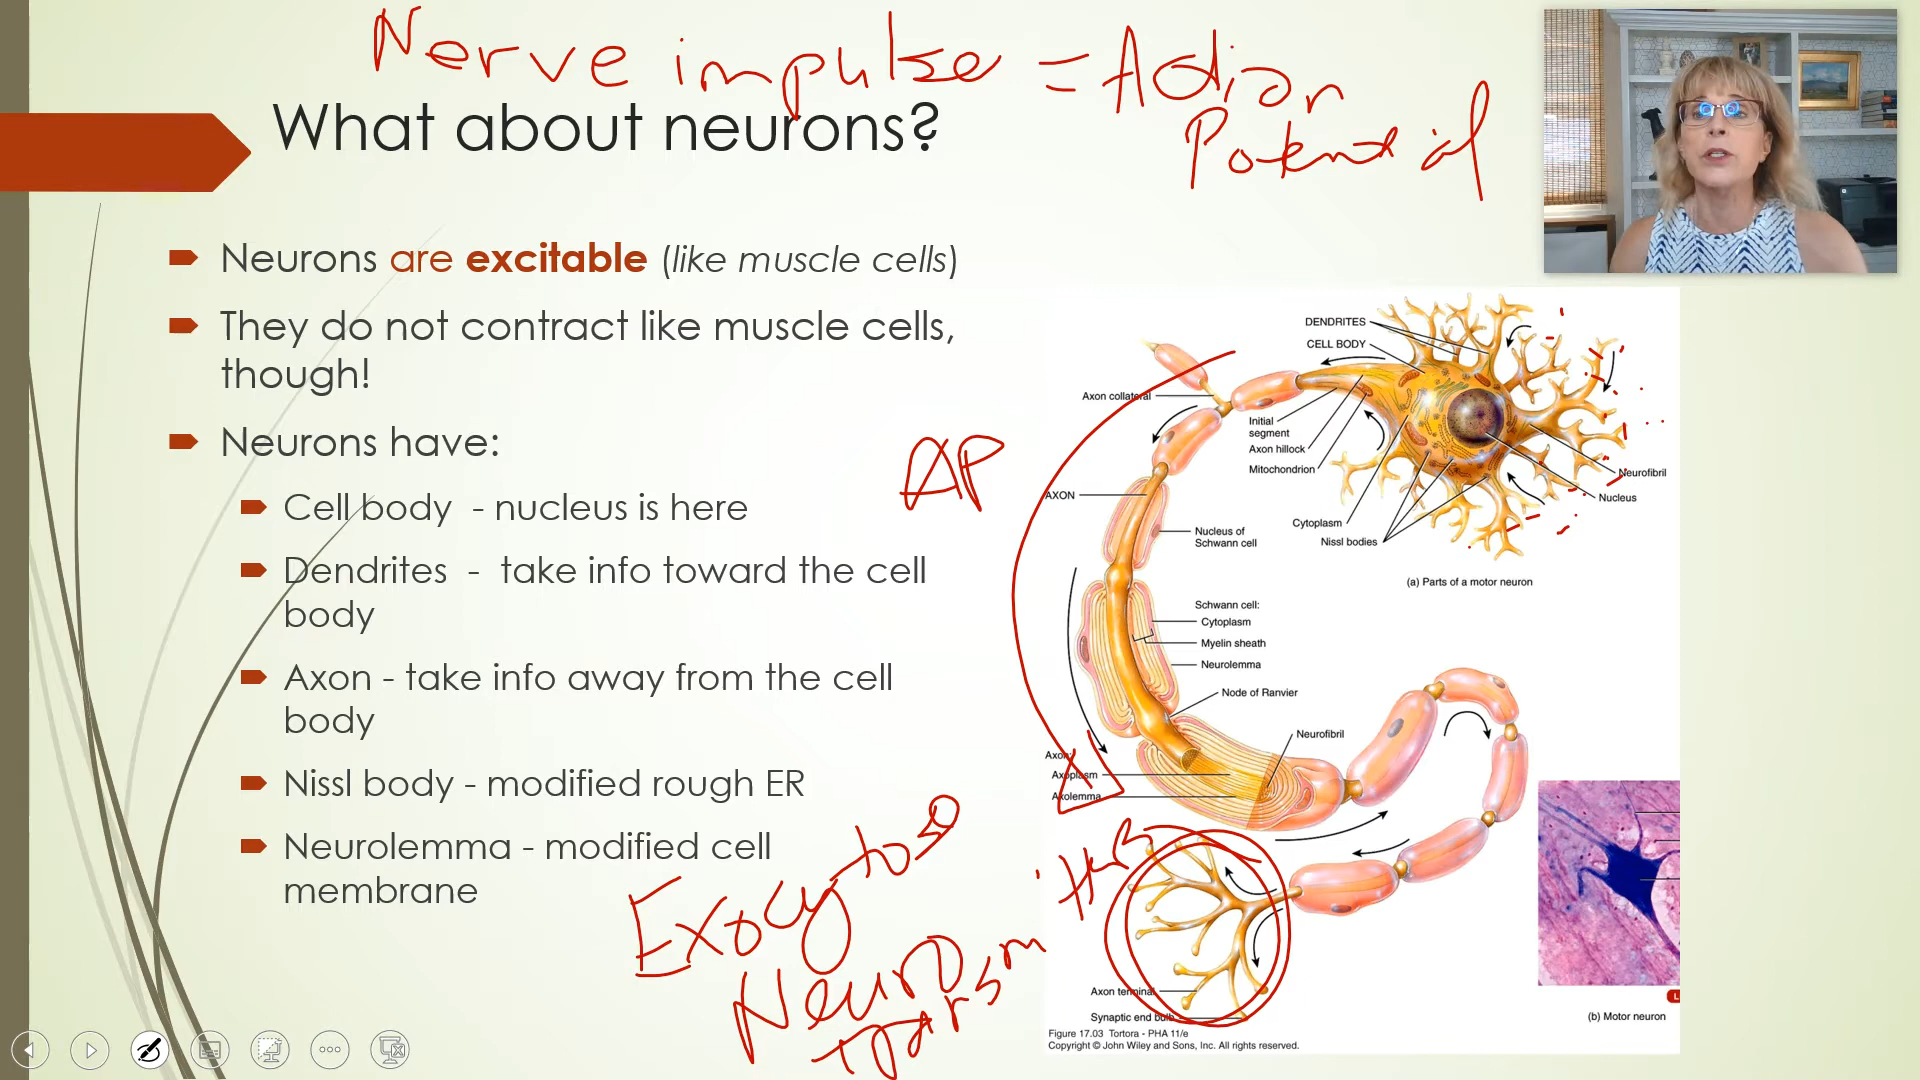 Nerve impulse = Action
Potential
What about neurons?
Neurons are excitable (like muscle cells)
They do not contract like muscle cells,
though!
Neurons have:
Cell body - nucleus is here
Dendrites - take info toward the cell
body
Axon - take info away from the cell
body
Nissl body - modified rough ER
Neurolemma - modified cell
membrane
AP
Exocytose
Neuro
transmitters
DENDRITES
CELL BODY
Axon collateral
Initial
segment
Axon hillock
Mitochondrion
AXON
Neurofibril
Nucleus
Cytoplasm
Nissl bodies
Nucleus of
Schwann cell
(a) Parts of a motor neuron
Schwann cell:
Cytoplasm
Myelin sheath
Neurolemma
Node of Ranvier
Neurofibril
Axon:
Axoplasm
Axolemma
Axon terminal
Synaptic end bulb
(b) Motor neuron
Figure 17.03 Tortora - PHA 11/e
Copyright © John Wiley and Sons, Inc. All rights reserved.